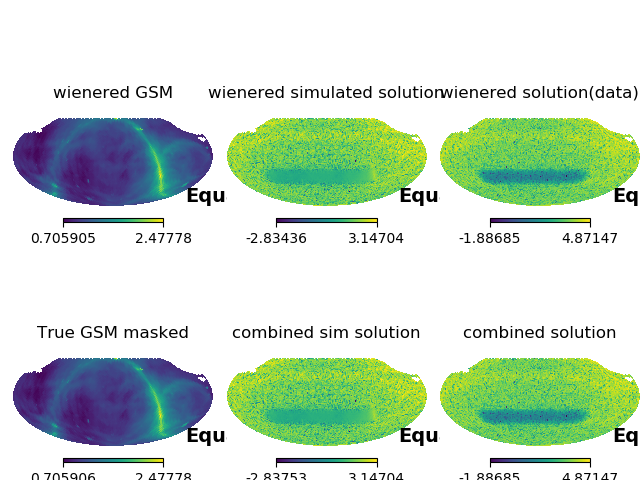 wienered GSM
wienered simulated solution
wienered solution(data)
Equ
Equ
Eq
0.705905 2.47778
-2.83436 3.14704
-1.88685 4.87147
True GSM masked
combined sim solution
combined solution
Equ
Equ
Eq
0.705906 2.47778
-2.83753 3.14704
-1.88685 4.87147